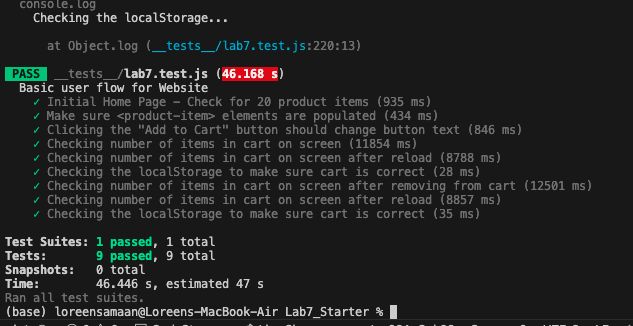 console.log
Checking the localStorage...
at Object.log (__tests__/lab7.test.js:220:13)
PASS __tests__/lab7.test.js (46.168 s)
Basic user flow for Website
✓ Initial Home Page – Check for 20 product items (935 ms)
✓ Make sure <product-item> elements are populated (434 ms)
✓ Clicking the "Add to Cart" button should change button text (846 ms)
✓ Checking number of items in cart on screen (11854 ms)
✓ Checking number of items in cart on screen after reload (8788 ms)
✓ Checking the localStorage to make sure cart is correct (28 ms)
✓ Checking number of items in cart on screen after removing from cart (12501 ms)
✓ Checking number of items in cart on screen after reload (8857 ms)
✓ Checking the localStorage to make sure cart is correct (35 ms)
Test Suites: 1 passed, 1 total
Tests: 9 passed, 9 total
Snapshots: 0 total
Time: 46.446 s, estimated 47 s
Ran all test suites.
(base) loreensamaan@Loreens-MacBook-Air Lab7_Starter %